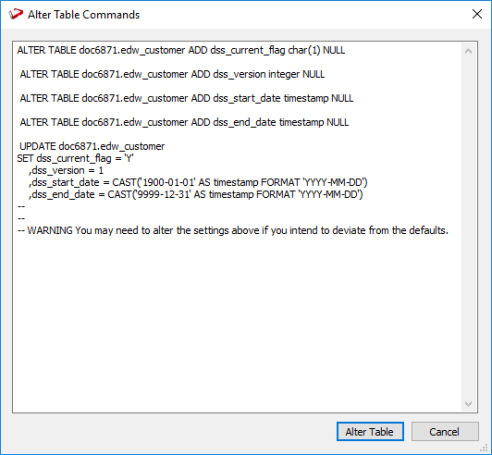 Alter Table Commands
ALTER TABLE doc6871.edw_customer ADD dss_current_flag char(1) NULL
ALTER TABLE doc6871.edw_customer ADD dss_version integer NULL
ALTER TABLE doc6871.edw_customer ADD dss_start_date timestamp NULL
ALTER TABLE doc6871.edw_customer ADD dss_end_date timestamp NULL
UPDATE doc6871.edw_customer
SET dss_current_flag = 'Y'
,dss_version = 1
,dss_start_date = CAST('1900-01-01' AS timestamp FORMAT 'YYYY-MM-DD')
,dss_end_date = CAST('9999-12-31' AS timestamp FORMAT 'YYYY-MM-DD')
--
--
-- WARNING You may need to alter the settings above if you intend to deviate from the defaults.
Alter Table Cancel